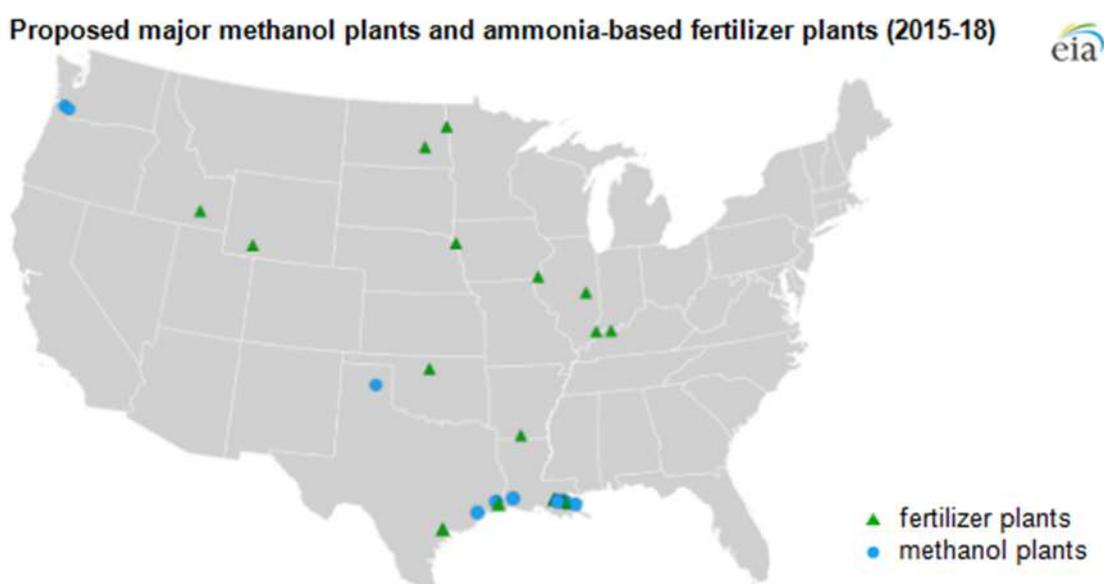 Proposed major methanol plants and ammonia-based fertilizer plants (2015-18)
eia
fertilizer plants
methanol plants